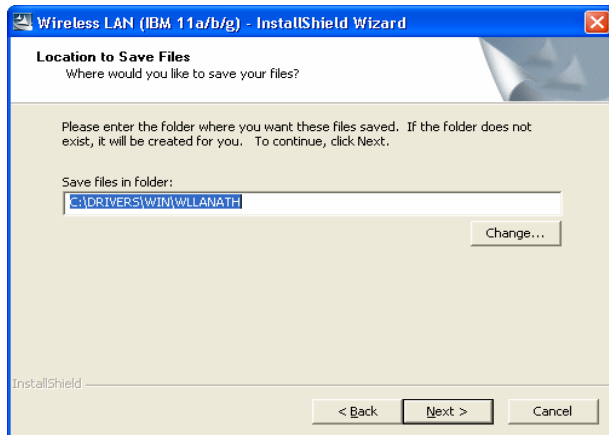 Wireless LAN (IBM 11a/b/g) - InstallShield Wizard
Location to Save Files
Where would you like to save your files?
Please enter the folder where you want these files saved. If the folder does not
exist, it will be created for you. To continue, click Next.
Save files in folder:
C:\DRIVERS\WIN\WLLANATH
Change...
InstallShield
< Back Next > Cancel